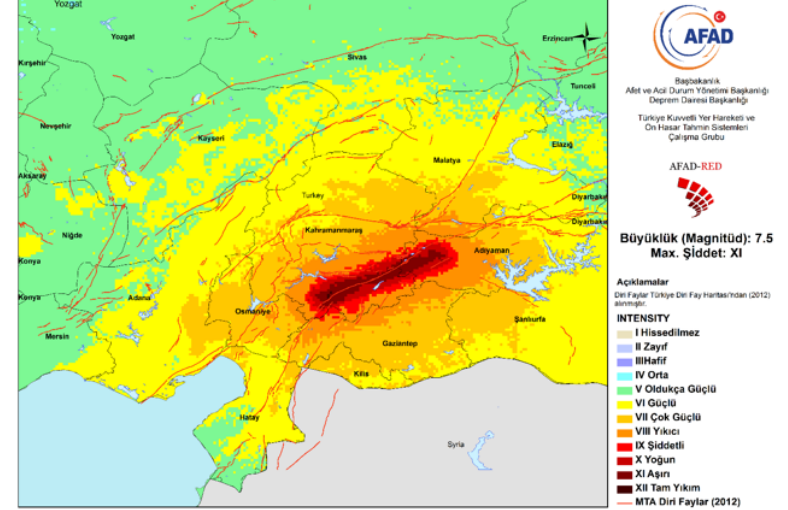 Yozgat
Yozgat
Kırşehir
Sivas
Erzincan
Tunceli
Nevşehir
Kayseri
Elazığ
Malatya
Aksaray
Turkey
Diyarbakır
Diyarbakır
Niğde
Kahramanmaraş
Adıyaman
Konya
Konya
Adana
Osmaniye
Şanlıurfa
Mersin
Gaziantep
Kilis
Hatay
Syria
AFAD
Başbakanlık
Afet ve Acil Durum Yönetimi Başkanlığı
Deprem Dairesi Başkanlığı
Türkiye Kuvvetli Yer Hareketi ve
Ön Hasar Tahmin Sistemleri
Çalışma Grubu
AFAD-RED
Büyüklük (Magnitüd): 7.5
Max. Şiddet: XI
Açıklamalar
Diri Faylar Türkiye Diri Fay Haritası'ndan (2012)
alınmıştır.
INTENSITY
I Hissedilmez
II Zayıf
IIIHafif
IV Orta
V Oldukça Güçlü
VI Güçlü
VII Çok Güçlü
VIII Yıkıcı
IX Şiddetli
X Yoğun
XI Aşırı
XII Tam Yıkım
MTA Diri Faylar (2012)